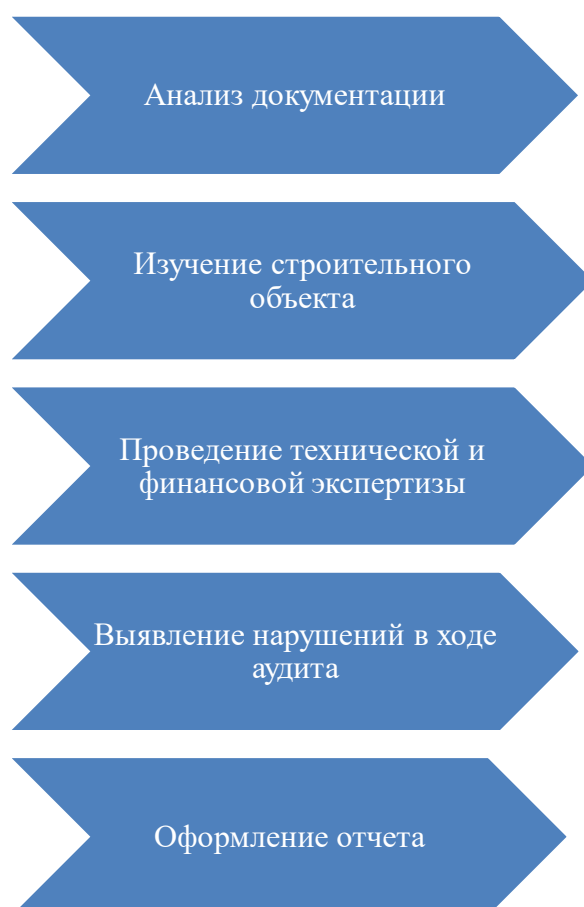 Анализ документации
Изучение строительного
объекта
Проведение технической и
финансовой экспертизы
Выявление нарушений в ходе
аудита
Оформление отчета